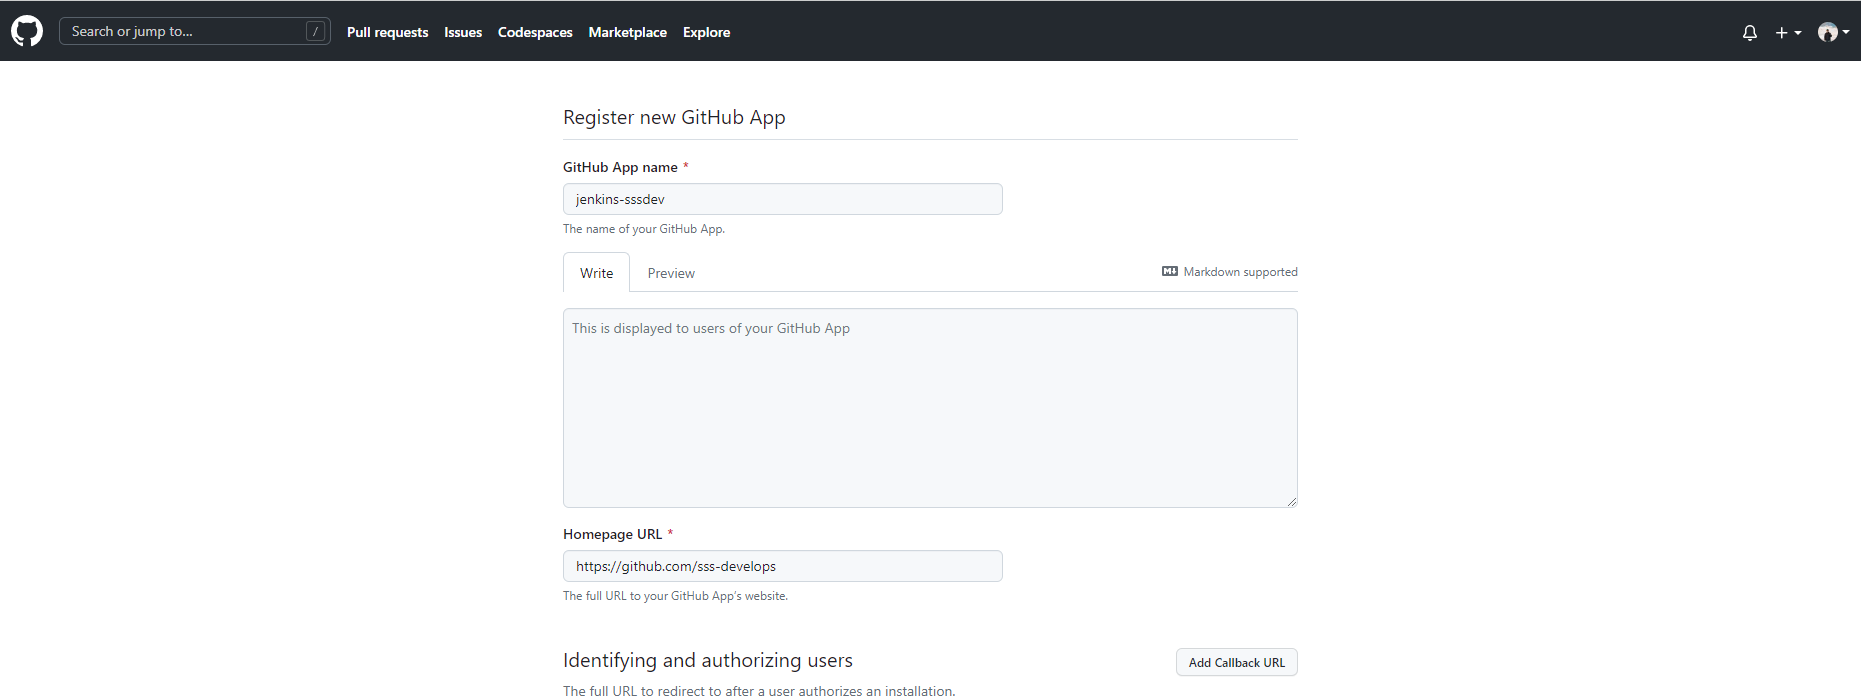 Search or jump to... /
Pull requests Issues Codespaces Marketplace Explore
Register new GitHub App
GitHub App name *
jenkins-sssdev
The name of your GitHub App.
Write Preview Markdown supported
This is displayed to users of your GitHub App
Homepage URL *
https://github.com/sss-develops
The full URL to your GitHub App's website.
Identifying and authorizing users Add Callback URL
The full URL to redirect to after a user authorizes an installation.